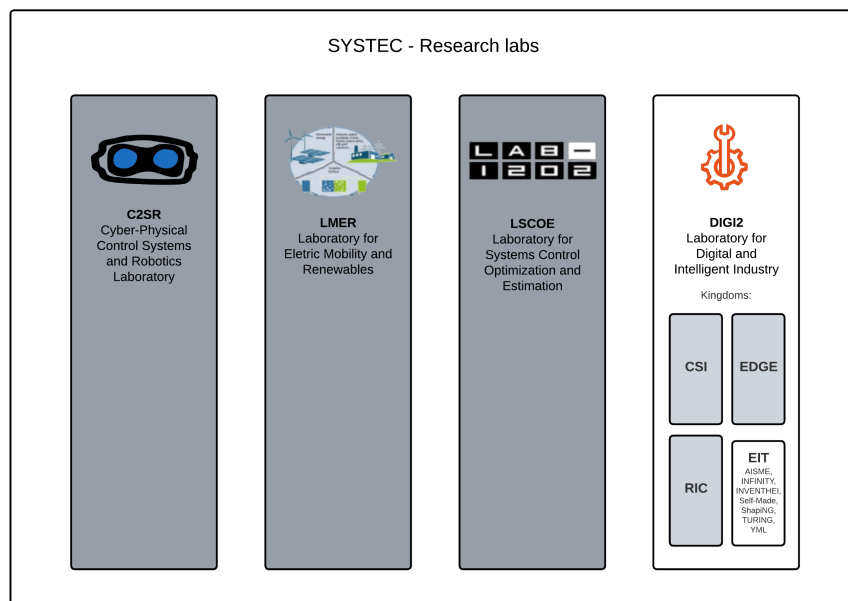 SYSTEC - Research labs
C2SR
Cyber-Physical
Control Systems
and Robotics
Laboratory
LMER
Laboratory for
Eletric Mobility and
Renewables
LAB-
1202
LSCOE
Laboratory for
Systems Control
Optimization and
Estimation
DIGI2
Laboratory for
Digital and
Intelligent Industry
Kingdoms:
CSI
EDGE
RIC
EIT
AISME,
INFINITY,
INVENTHEI,
Self-Made,
ShapiNG,
TURING,
YML